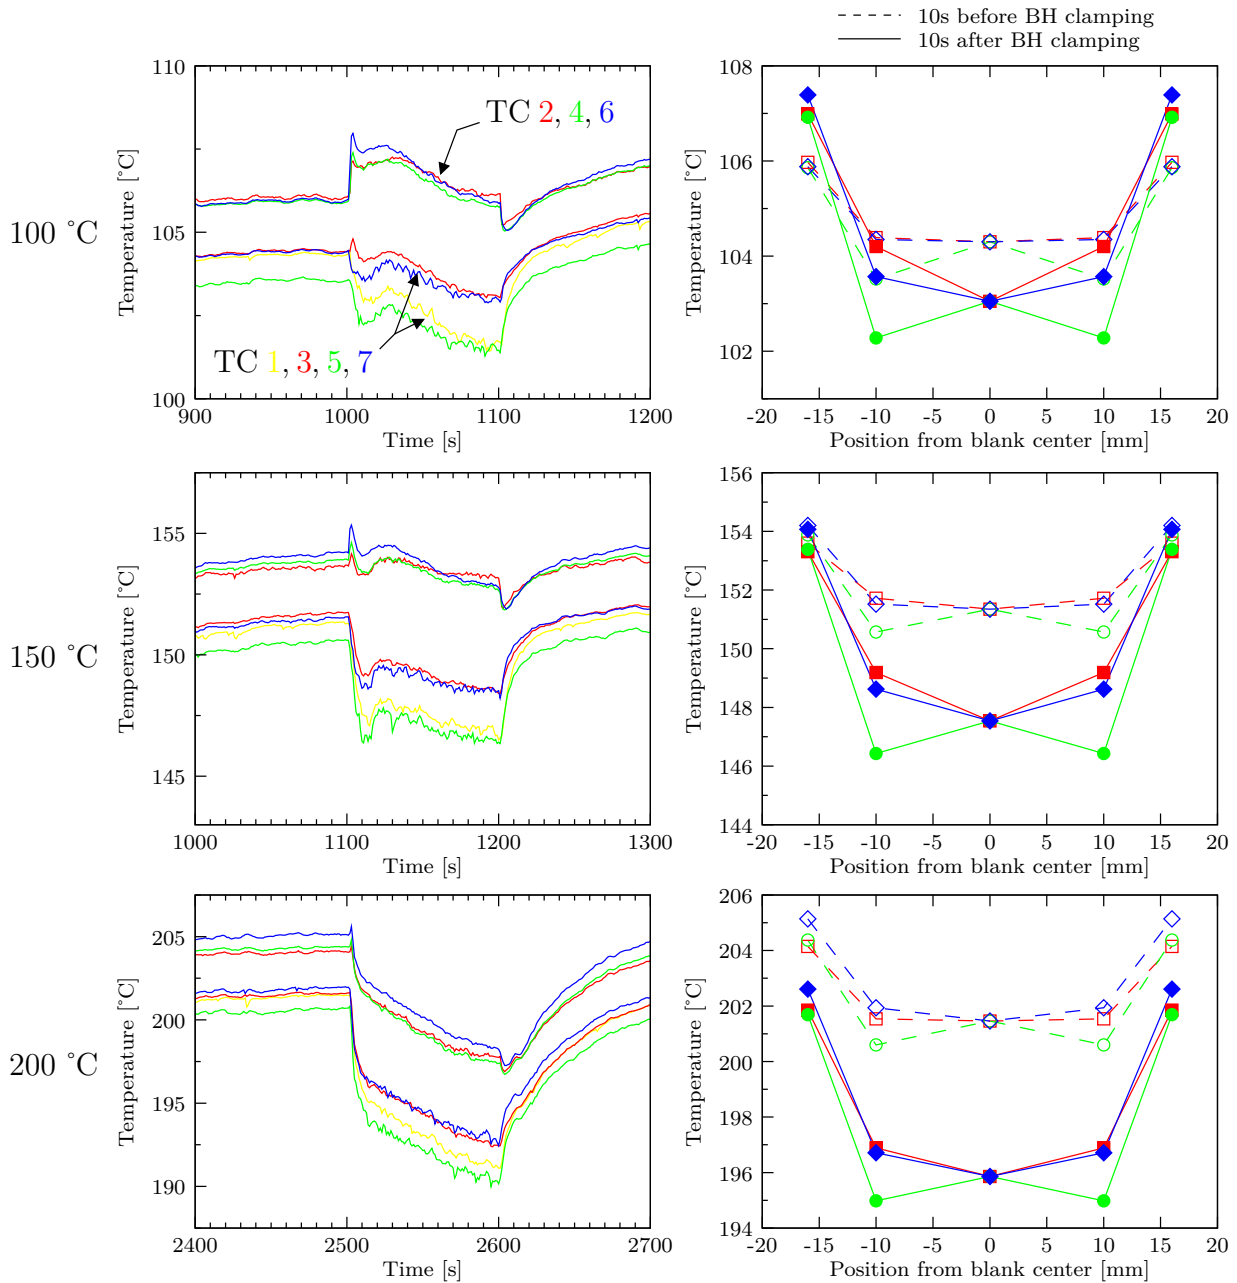 10s before BH clamping
10s after BH clamping
100 °C
Temperature [°C]
110
105
100
TC 2, 4, 6
TC 1, 3, 5, 7
900 1000 1100 1200
Time [s]
Temperature [°C]
108
106
104
102
-20 -15 -10 -5 0 5 10 15 20
Position from blank center [mm]
150 °C
Temperature [°C]
155
150
145
1000 1100 1200 1300
Time [s]
Temperature [°C]
156
154
152
150
148
146
144
-20 -15 -10 -5 0 5 10 15 20
Position from blank center [mm]
200 °C
Temperature [°C]
205
200
195
190
2400 2500 2600 2700
Time [s]
Temperature [°C]
206
204
202
200
198
196
194
-20 -15 -10 -5 0 5 10 15 20
Position from blank center [mm]